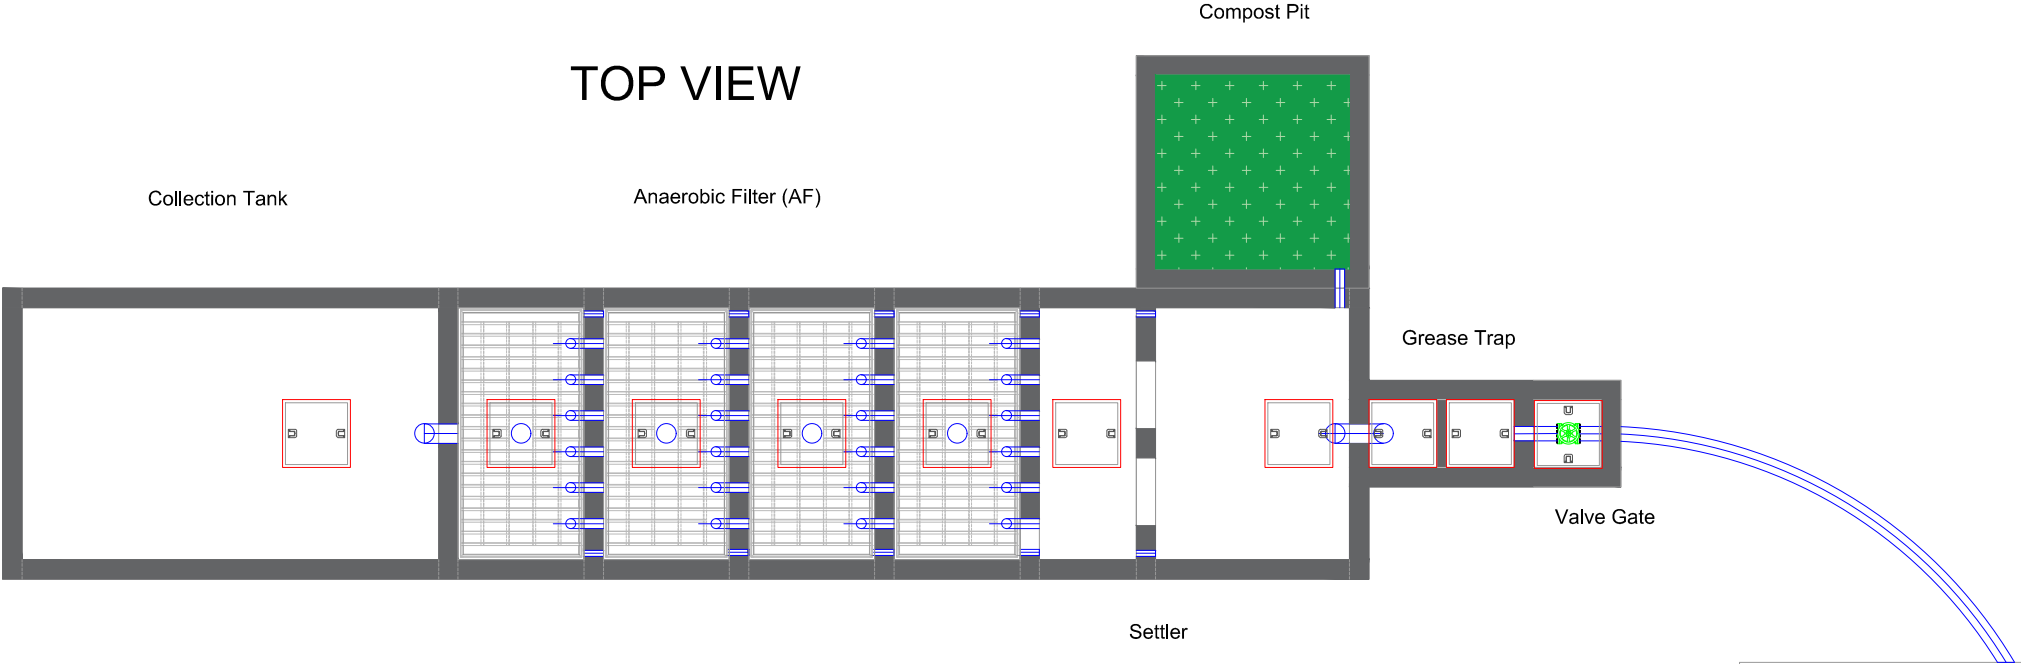 Compost Pit
TOP VIEW
Collection Tank
Anaerobic Filter (AF)
Grease Trap
Valve Gate
Settler